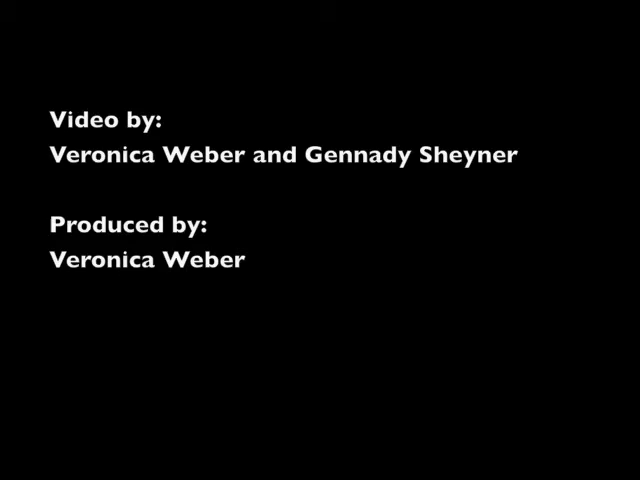 Video by:
Veronica Weber and Gennady Sheyner
Produced by:
Veronica Weber